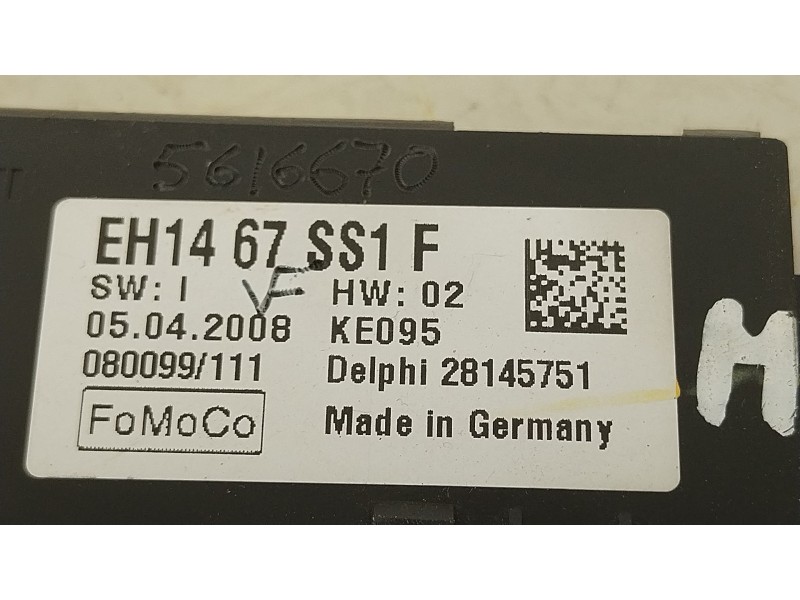 5616670
EH14 67 SS1 F
SW: I VF HW: 02
05.04.2008 KE095
080099/111 Delphi 28145751
FoMoCo Made in Germany
M